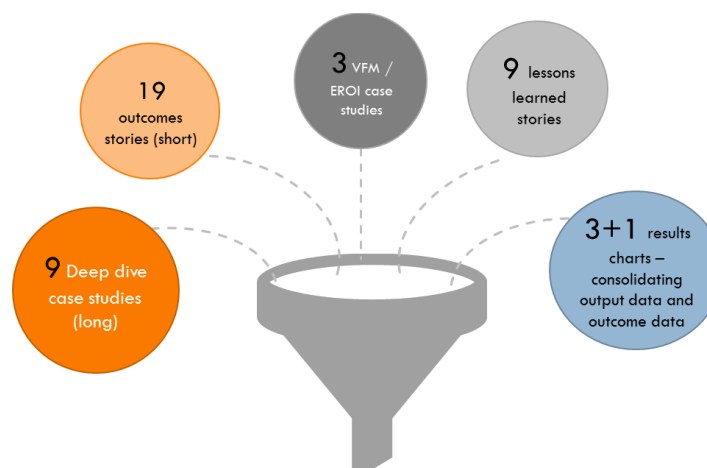 19
outcomes
stories (short)
3 VFM /
EROI case
studies
9 lessons
learned
stories
9 Deep dive
case studies
(long)
3+1 results
charts –
consolidating
output data and
outcome data